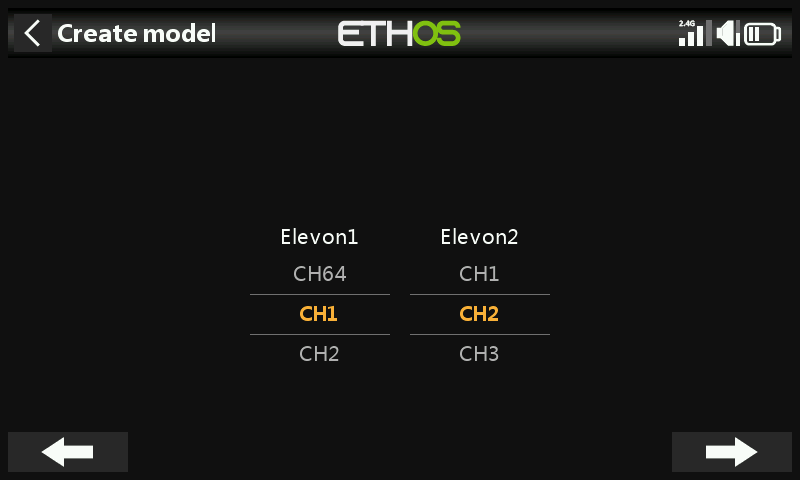 Create model
ETHOS
2.4G
Elevon1 Elevon2
CH64 CH1
CH1 CH2
CH2 CH3